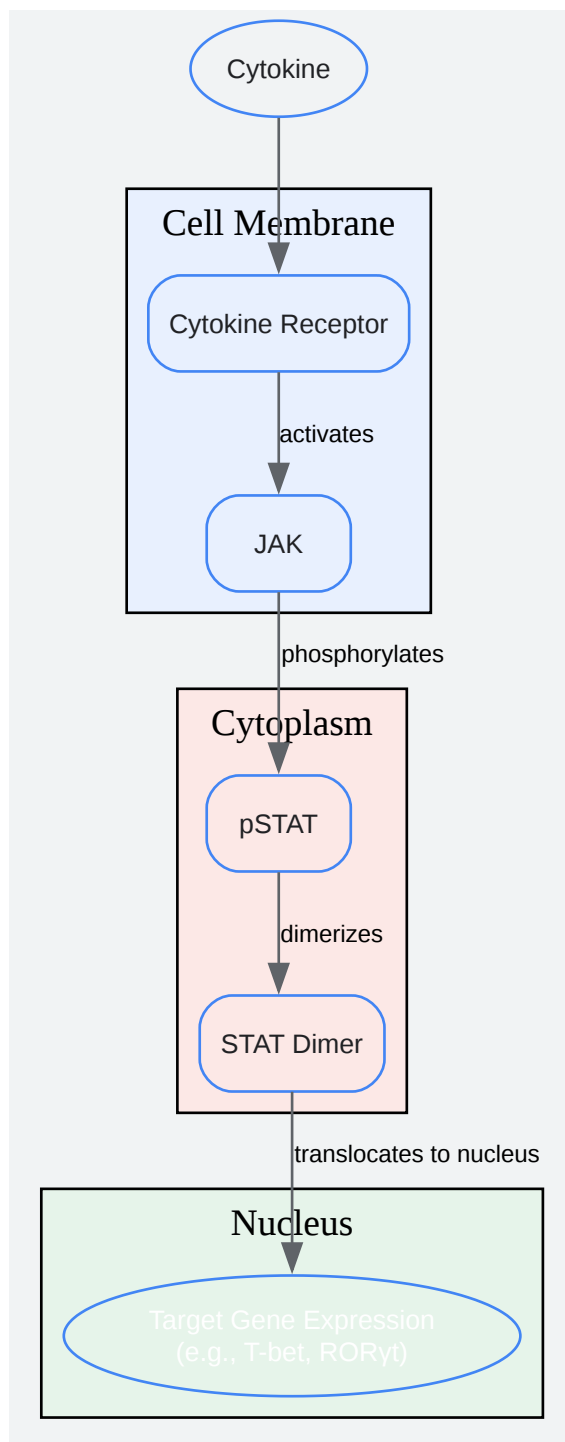 Cytokine
Cell Membrane
Cytokine Receptor
activates
JAK
phosphorylates
Cytoplasm
pSTAT
dimerizes
STAT Dimer
translocates to nucleus
Nucleus
Target Gene Expression
(e.g., T-bet, RORγt)